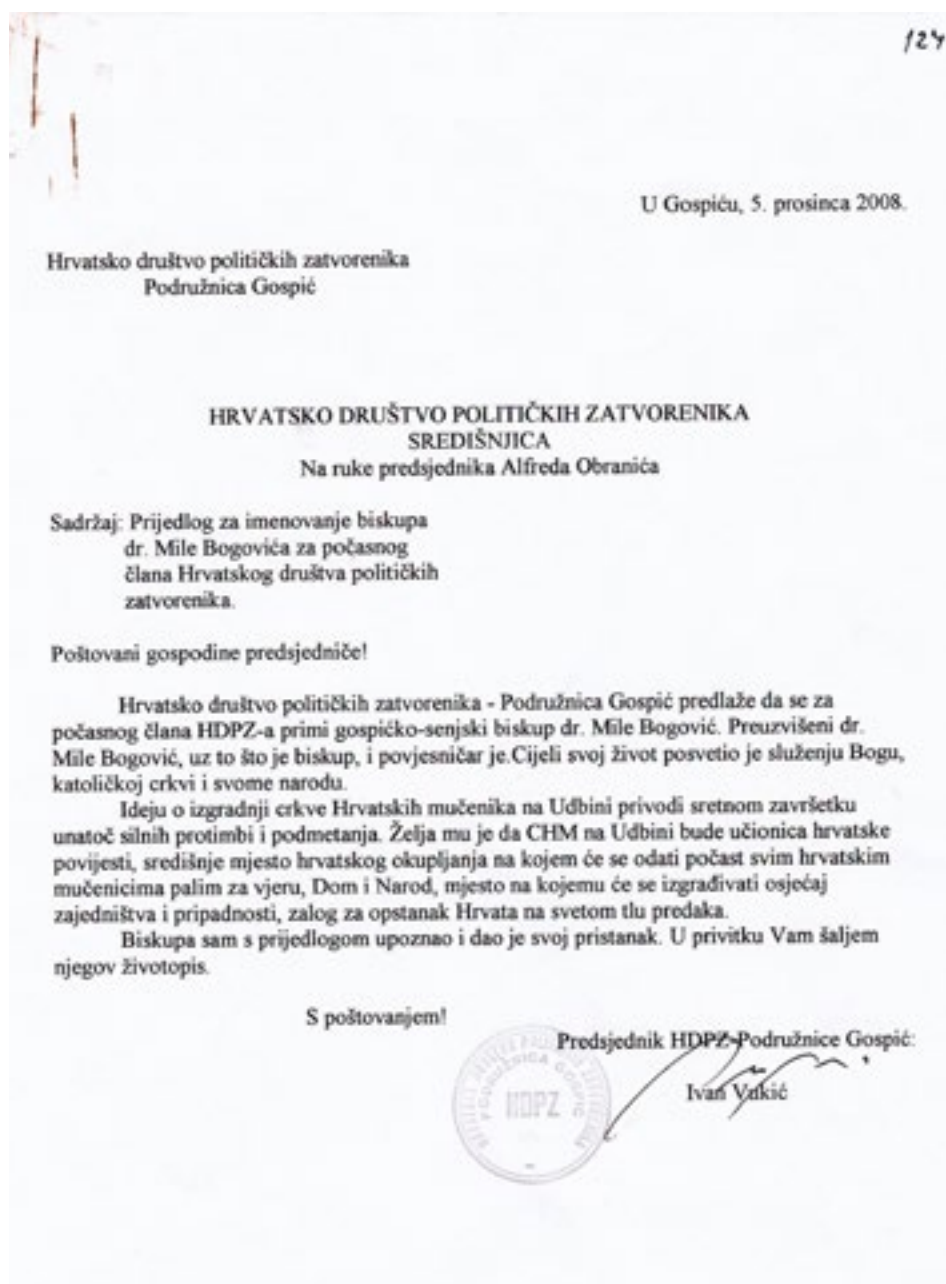 124
U Gospiću, 5. prosinca 2008.
Hrvatsko društvo političkih zatvorenika
Podružnica Gospić
HRVATSKO DRUŠTVO POLITIČKIH ZATVORENIKA
SREDIŠNJICA
Na ruke predsjednika Alfreda Obranića
Sadržaj: Prijedlog za imenovanje biskupa
dr. Mile Bogovića za počasnog
člana Hrvatskog društva političkih
zatvorenika.
Poštovani gospodine predsjedniče!
Hrvatsko društvo političkih zatvorenika - Podružnica Gospić predlaže da se za
počasnog člana HDPZ-a primi gospićko-senjski biskup dr. Mile Bogović. Preuzvišeni dr.
Mile Bogović, uz to što je biskup, i povjesničar je.Cijeli svoj život posvetio je služenju Bogu,
katoličkoj crkvi i svome narodu.
Ideju o izgradnji crkve Hrvatskih mučenika na Udbini privodi sretnom završetku
unatoč silnih protimbi i podmetanja. Želja mu je da CHM na Udbini bude učionica hrvatske
povijesti, središnje mjesto hrvatskog okupljanja na kojem će se odati počast svim hrvatskim
mučenicima palim za vjeru, Dom i Narod, mjesto na kojemu će se izgrađivati osjećaj
zajedništva i pripadnosti, zalog za opstanak Hrvata na svetom tlu predaka.
Biskupa sam s prijedlogom upoznao i dao je svoj pristanak. U privitku Vam šaljem
njegov životopis.
S poštovanjem!
Predsjednik HDPZ-Podružnice Gospić:
Ivan Vukić
PODRUŽNICA GOSPIĆ
HDPZ